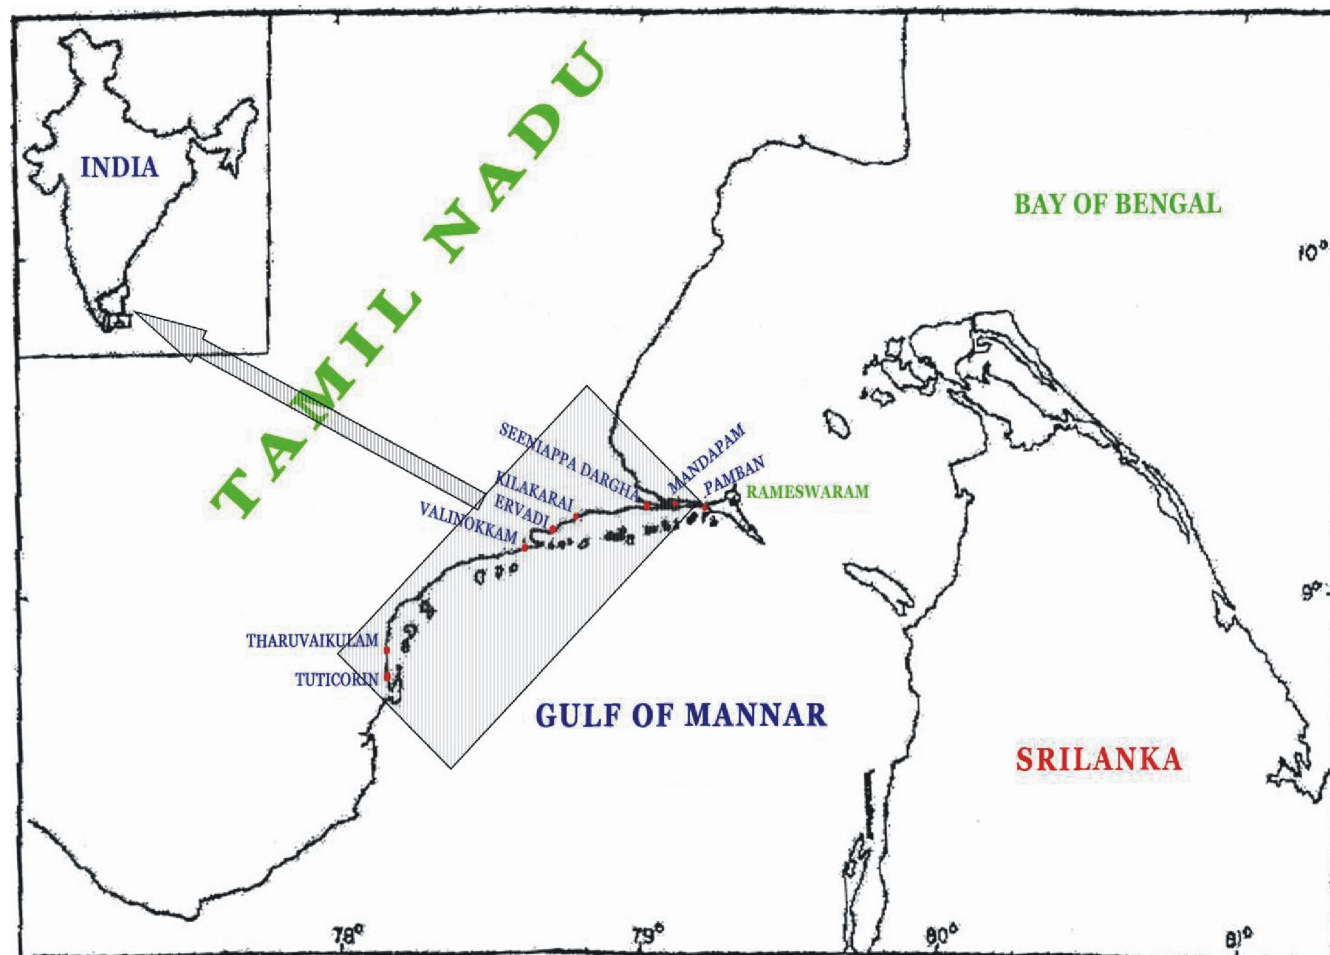 INDIA
TAMIL NADU
BAY OF BENGAL
10°
SEENIAPPA DARGHA
MANDAPAM
PAMBAN
RAMESWARAM
KILAKARAI
ERVADI
VALINOKKAM
9°
THARUVAIKULAM
TUTICORIN
GULF OF MANNAR
SRILANKA
78°
79°
80°
81°